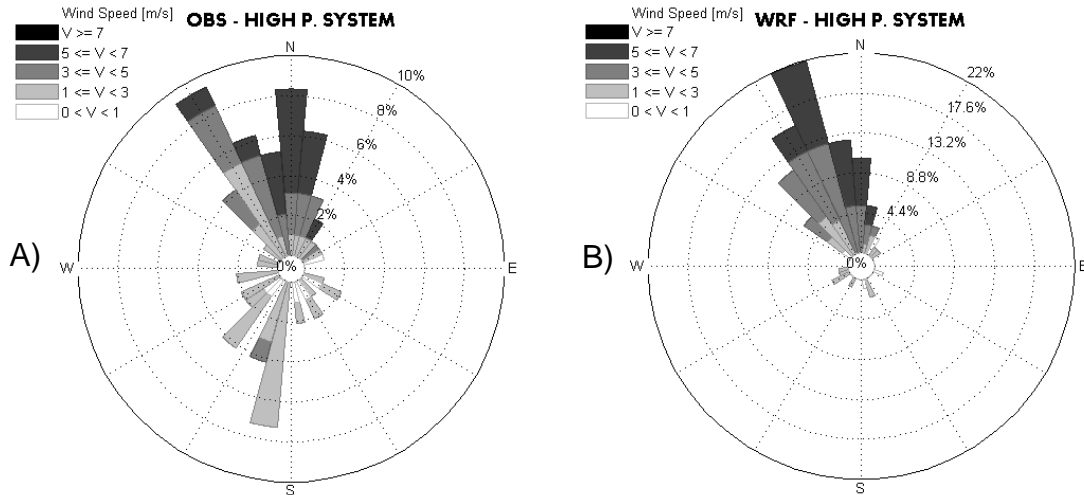 Wind Speed [m/s]
V >= 7
5 <= V < 7
3 <= V < 5
1 <= V < 3
0 < V < 1
OBS - HIGH P. SYSTEM
N
10%
8%
6%
4%
2%
0%
W
E
S
A)
Wind Speed [m/s]
V >= 7
5 <= V < 7
3 <= V < 5
1 <= V < 3
0 < V < 1
WRF - HIGH P. SYSTEM
N
22%
17.6%
13.2%
8.8%
4.4%
0%
W
E
S
B)